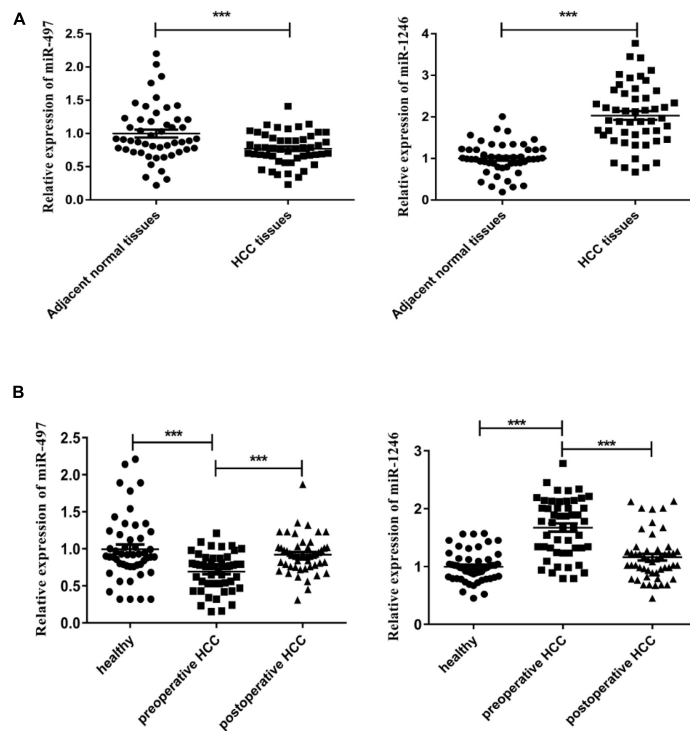 A
***
Relative expression of miR-497
2.5
2.0
1.5
1.0
0.5
0.0
Adjacent normal tissues
HCC tissues
***
Relative expression of miR-1246
4
3
2
1
0
Adjacent normal tissues
HCC tissues
B
***
***
Relative expression of miR-497
2.5
2.0
1.5
1.0
0.5
0.0
healthy
preoperative HCC
postoperative HCC
***
***
Relative expression of miR-1246
3
2
1
0
healthy
preoperative HCC
postoperative HCC